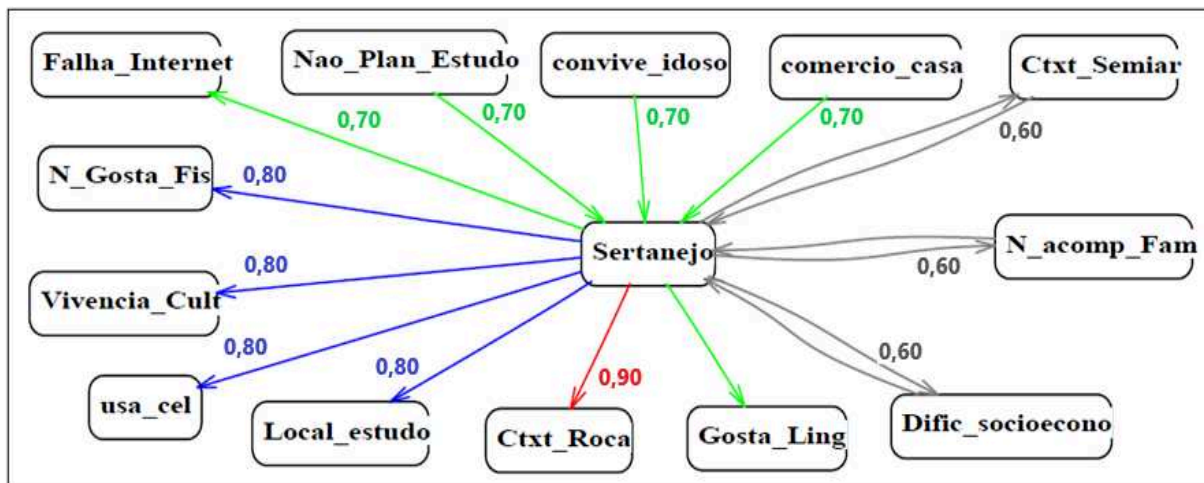 Falha_Internet
Nao_Plan_Estudo
convive_idoso
comercio_casa
Ctxt_Semiar
0,70
0,70
0,70
0,70
0,60
N_Gosta_Fis
0,80
Sertanejo
N_acomp_Fam
0,60
Vivencia_Cult
0,80
usa_cel
0,80
Local_estudo
0,80
Ctxt_Roca
0,90
Gosta_Ling
Dific_socioecono
0,60